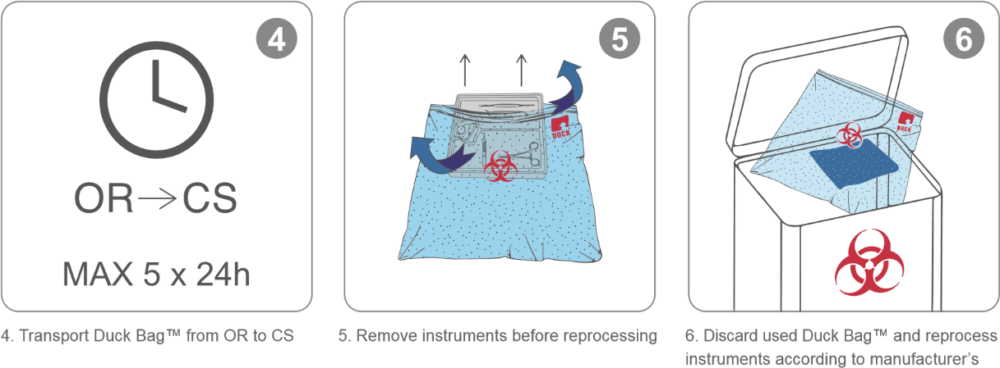 4
OR→CS
MAX 5 x 24h
4. Transport Duck Bag™ from OR to CS
5
DUCK
5. Remove instruments before reprocessing
6
DUCK
6. Discard used Duck Bag™ and reprocess
instruments according to manufacturer’s